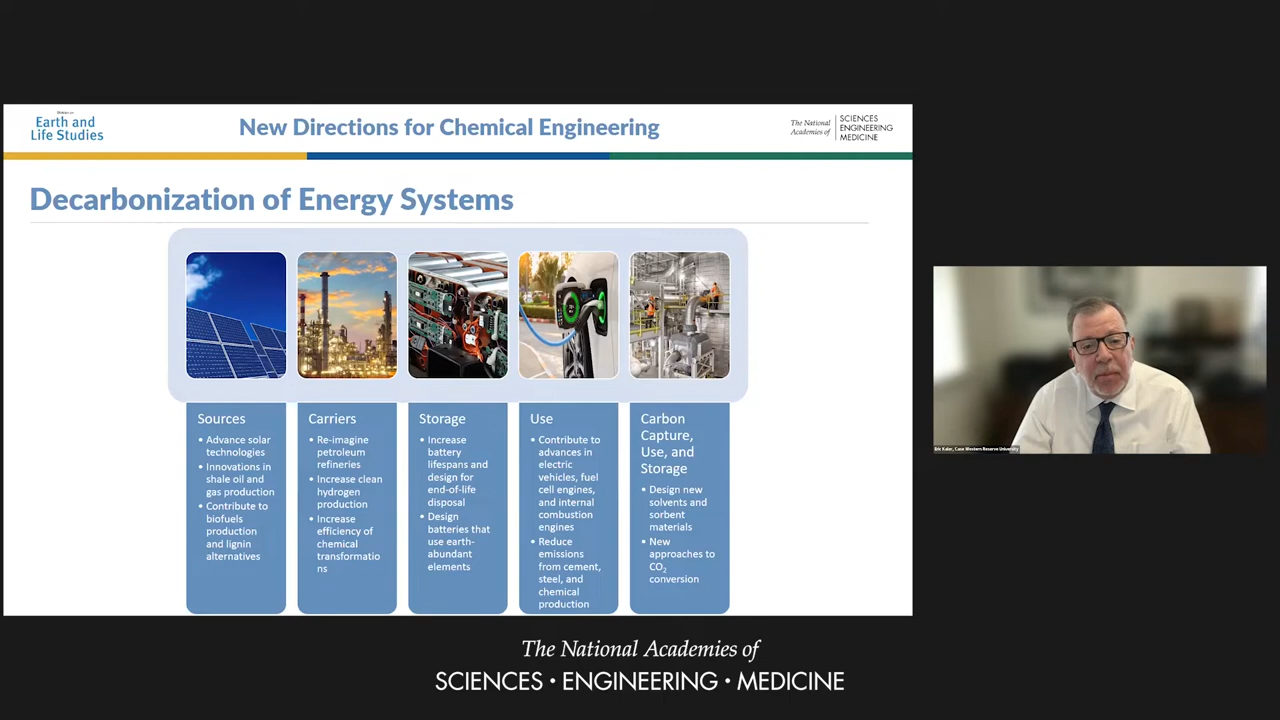 Earth and
Life Studies
New Directions for Chemical Engineering
The National
Academies of
SCIENCES
ENGINEERING
MEDICINE
Decarbonization of Energy Systems
Sources
• Advance solar
technologies
• Innovations in
shale oil and
gas production
• Contribute to
biofuels
production
and lignin
alternatives
Carriers
• Re-imagine
petroleum
refineries
• Increase clean
hydrogen
production
• Increase
efficiency of
chemical
transformatio
ns
Storage
• Increase
battery
lifespans and
design for
end-of-life
disposal
• Design
batteries that
use earth-
abundant
elements
Use
• Contribute to
advances in
electric
vehicles, fuel
cell engines,
and internal
combustion
engines
• Reduce
emissions
from cement,
steel, and
chemical
production
Carbon
Capture,
Use, and
Storage
• Design new
solvents and
sorbent
materials
• New
approaches to
CO₂
conversion
Eric Kaler, Case Western Reserve University
The National Academies of
SCIENCES • ENGINEERING • MEDICINE